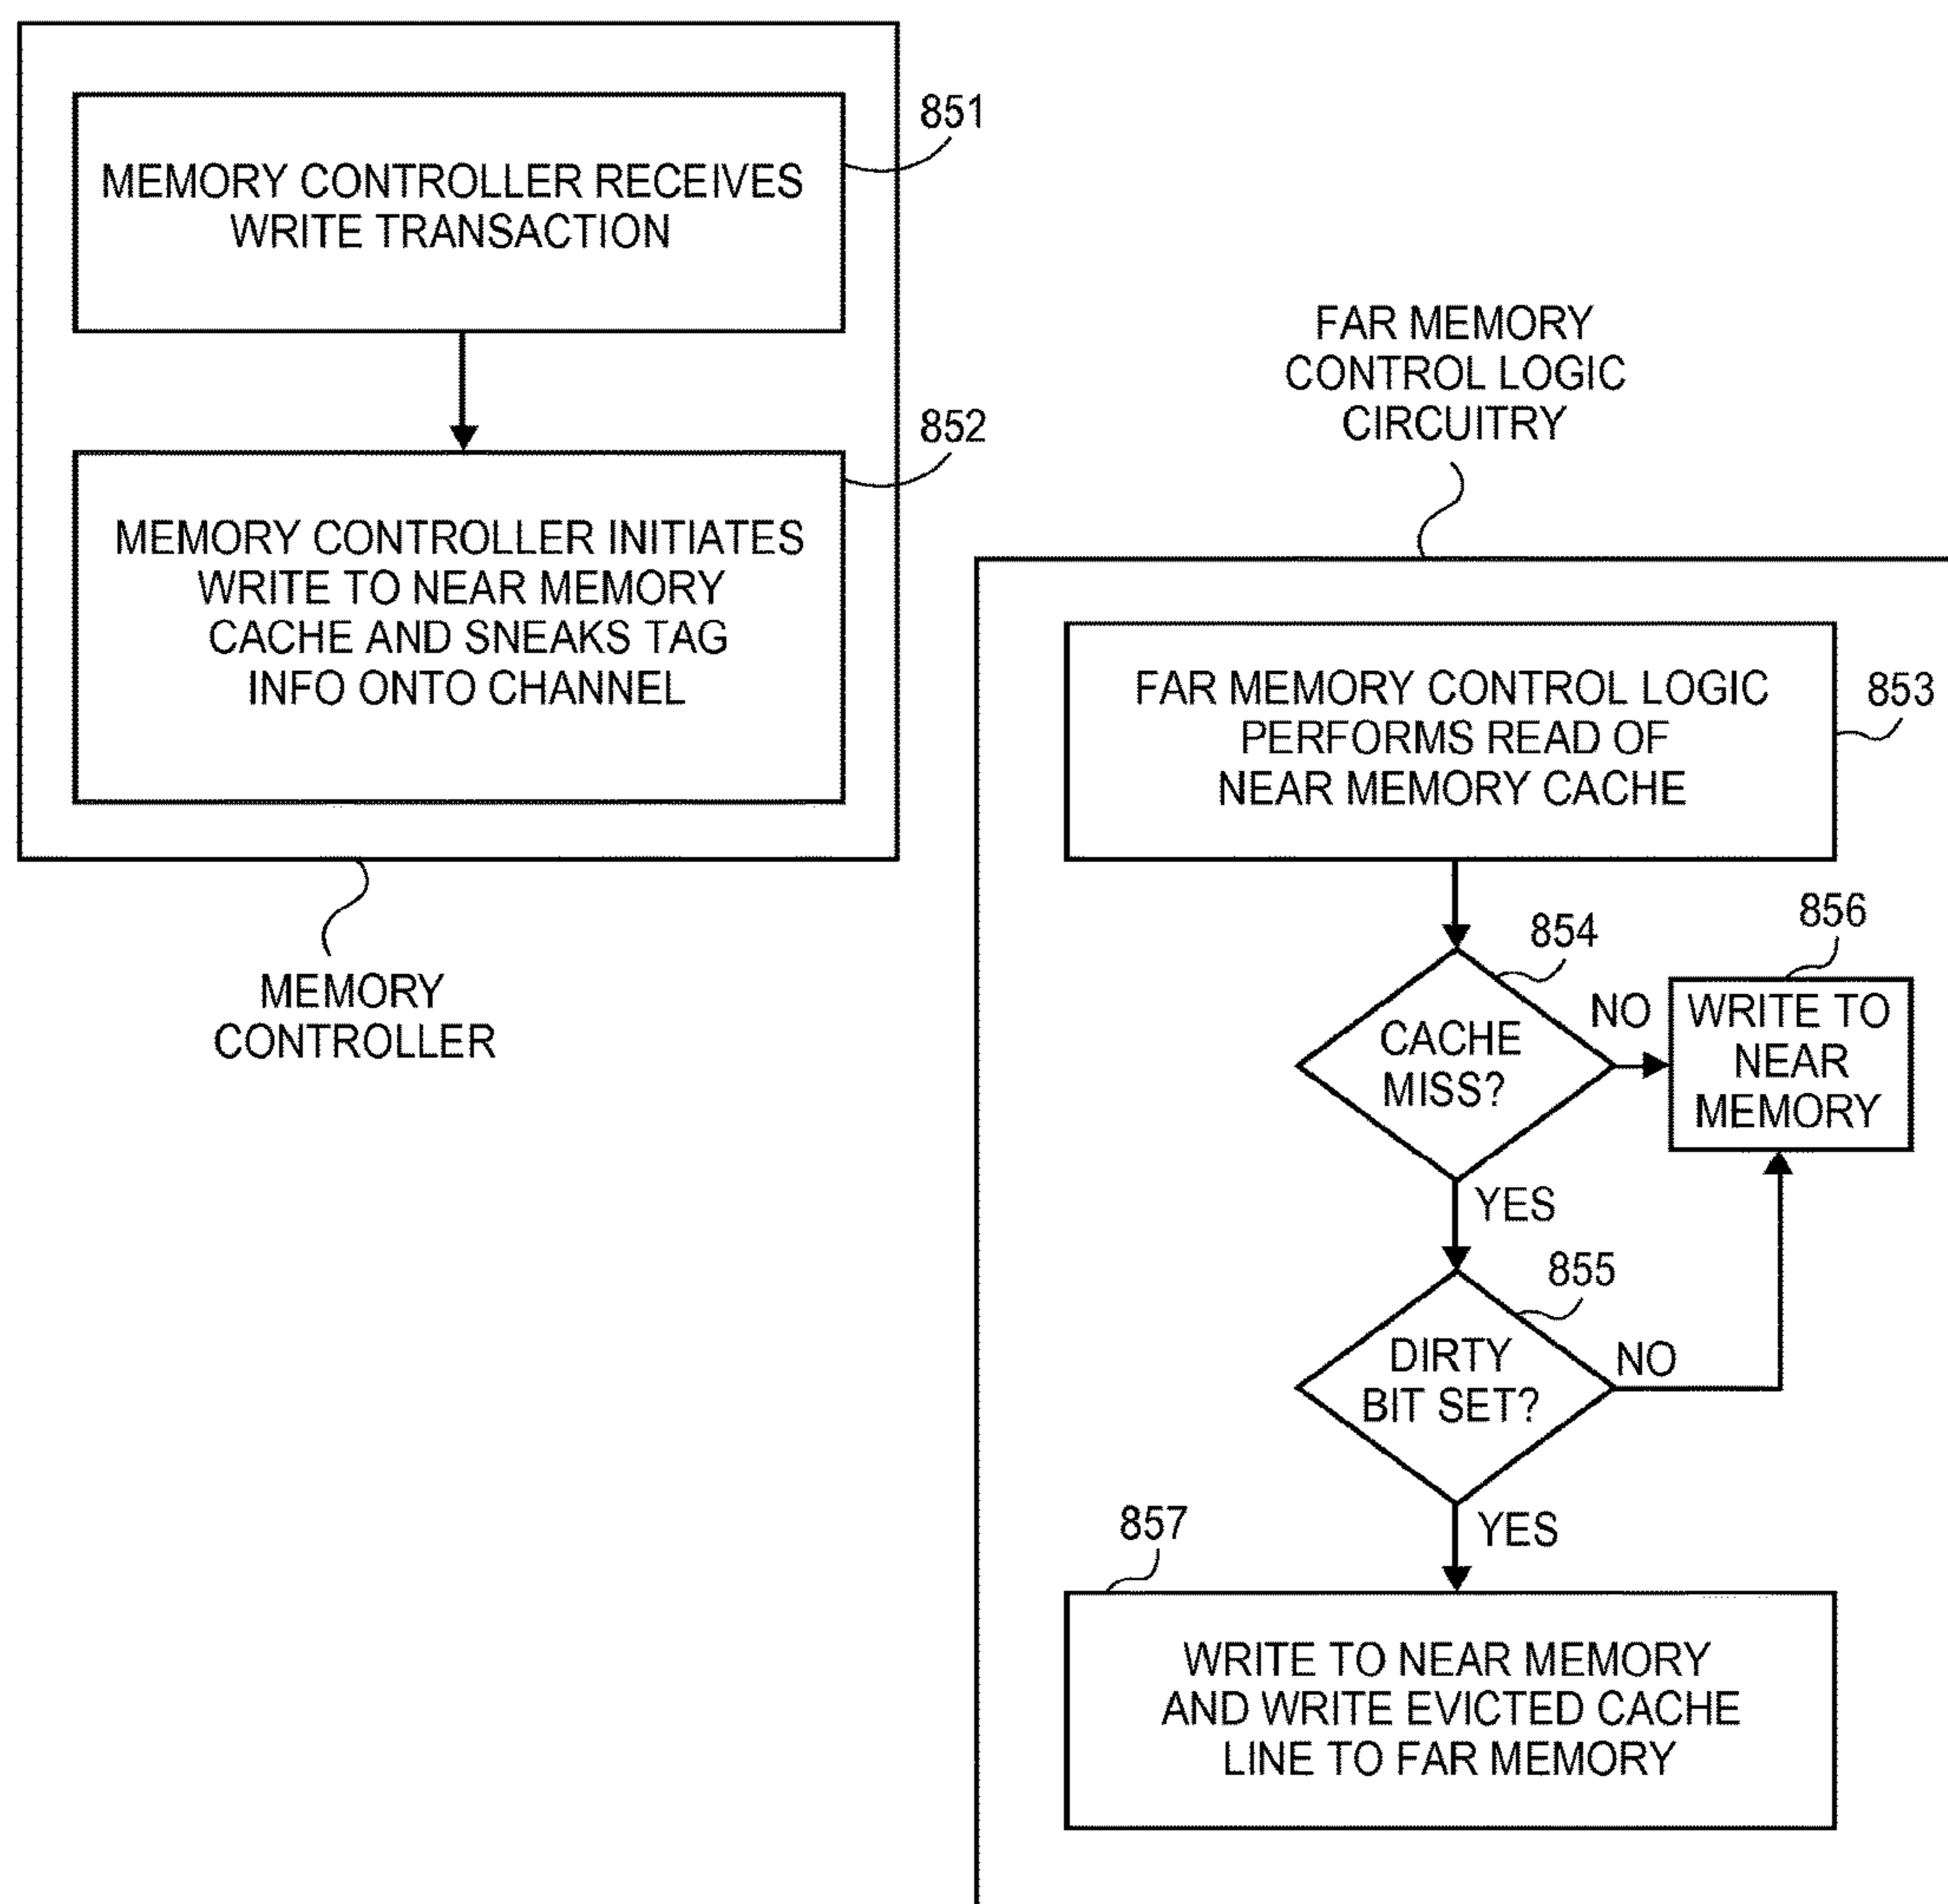 851
MEMORY CONTROLLER RECEIVES
WRITE TRANSACTION
852
MEMORY CONTROLLER INITIATES
WRITE TO NEAR MEMORY
CACHE AND SNEAKS TAG
INFO ONTO CHANNEL
MEMORY
CONTROLLER
FAR MEMORY
CONTROL LOGIC
CIRCUITRY
FAR MEMORY CONTROL LOGIC
PERFORMS READ OF
NEAR MEMORY CACHE
853
854
CACHE
MISS?
NO
856
WRITE TO
NEAR
MEMORY
YES
855
DIRTY
BIT SET?
NO
YES
857
WRITE TO NEAR MEMORY
AND WRITE EVICTED CACHE
LINE TO FAR MEMORY